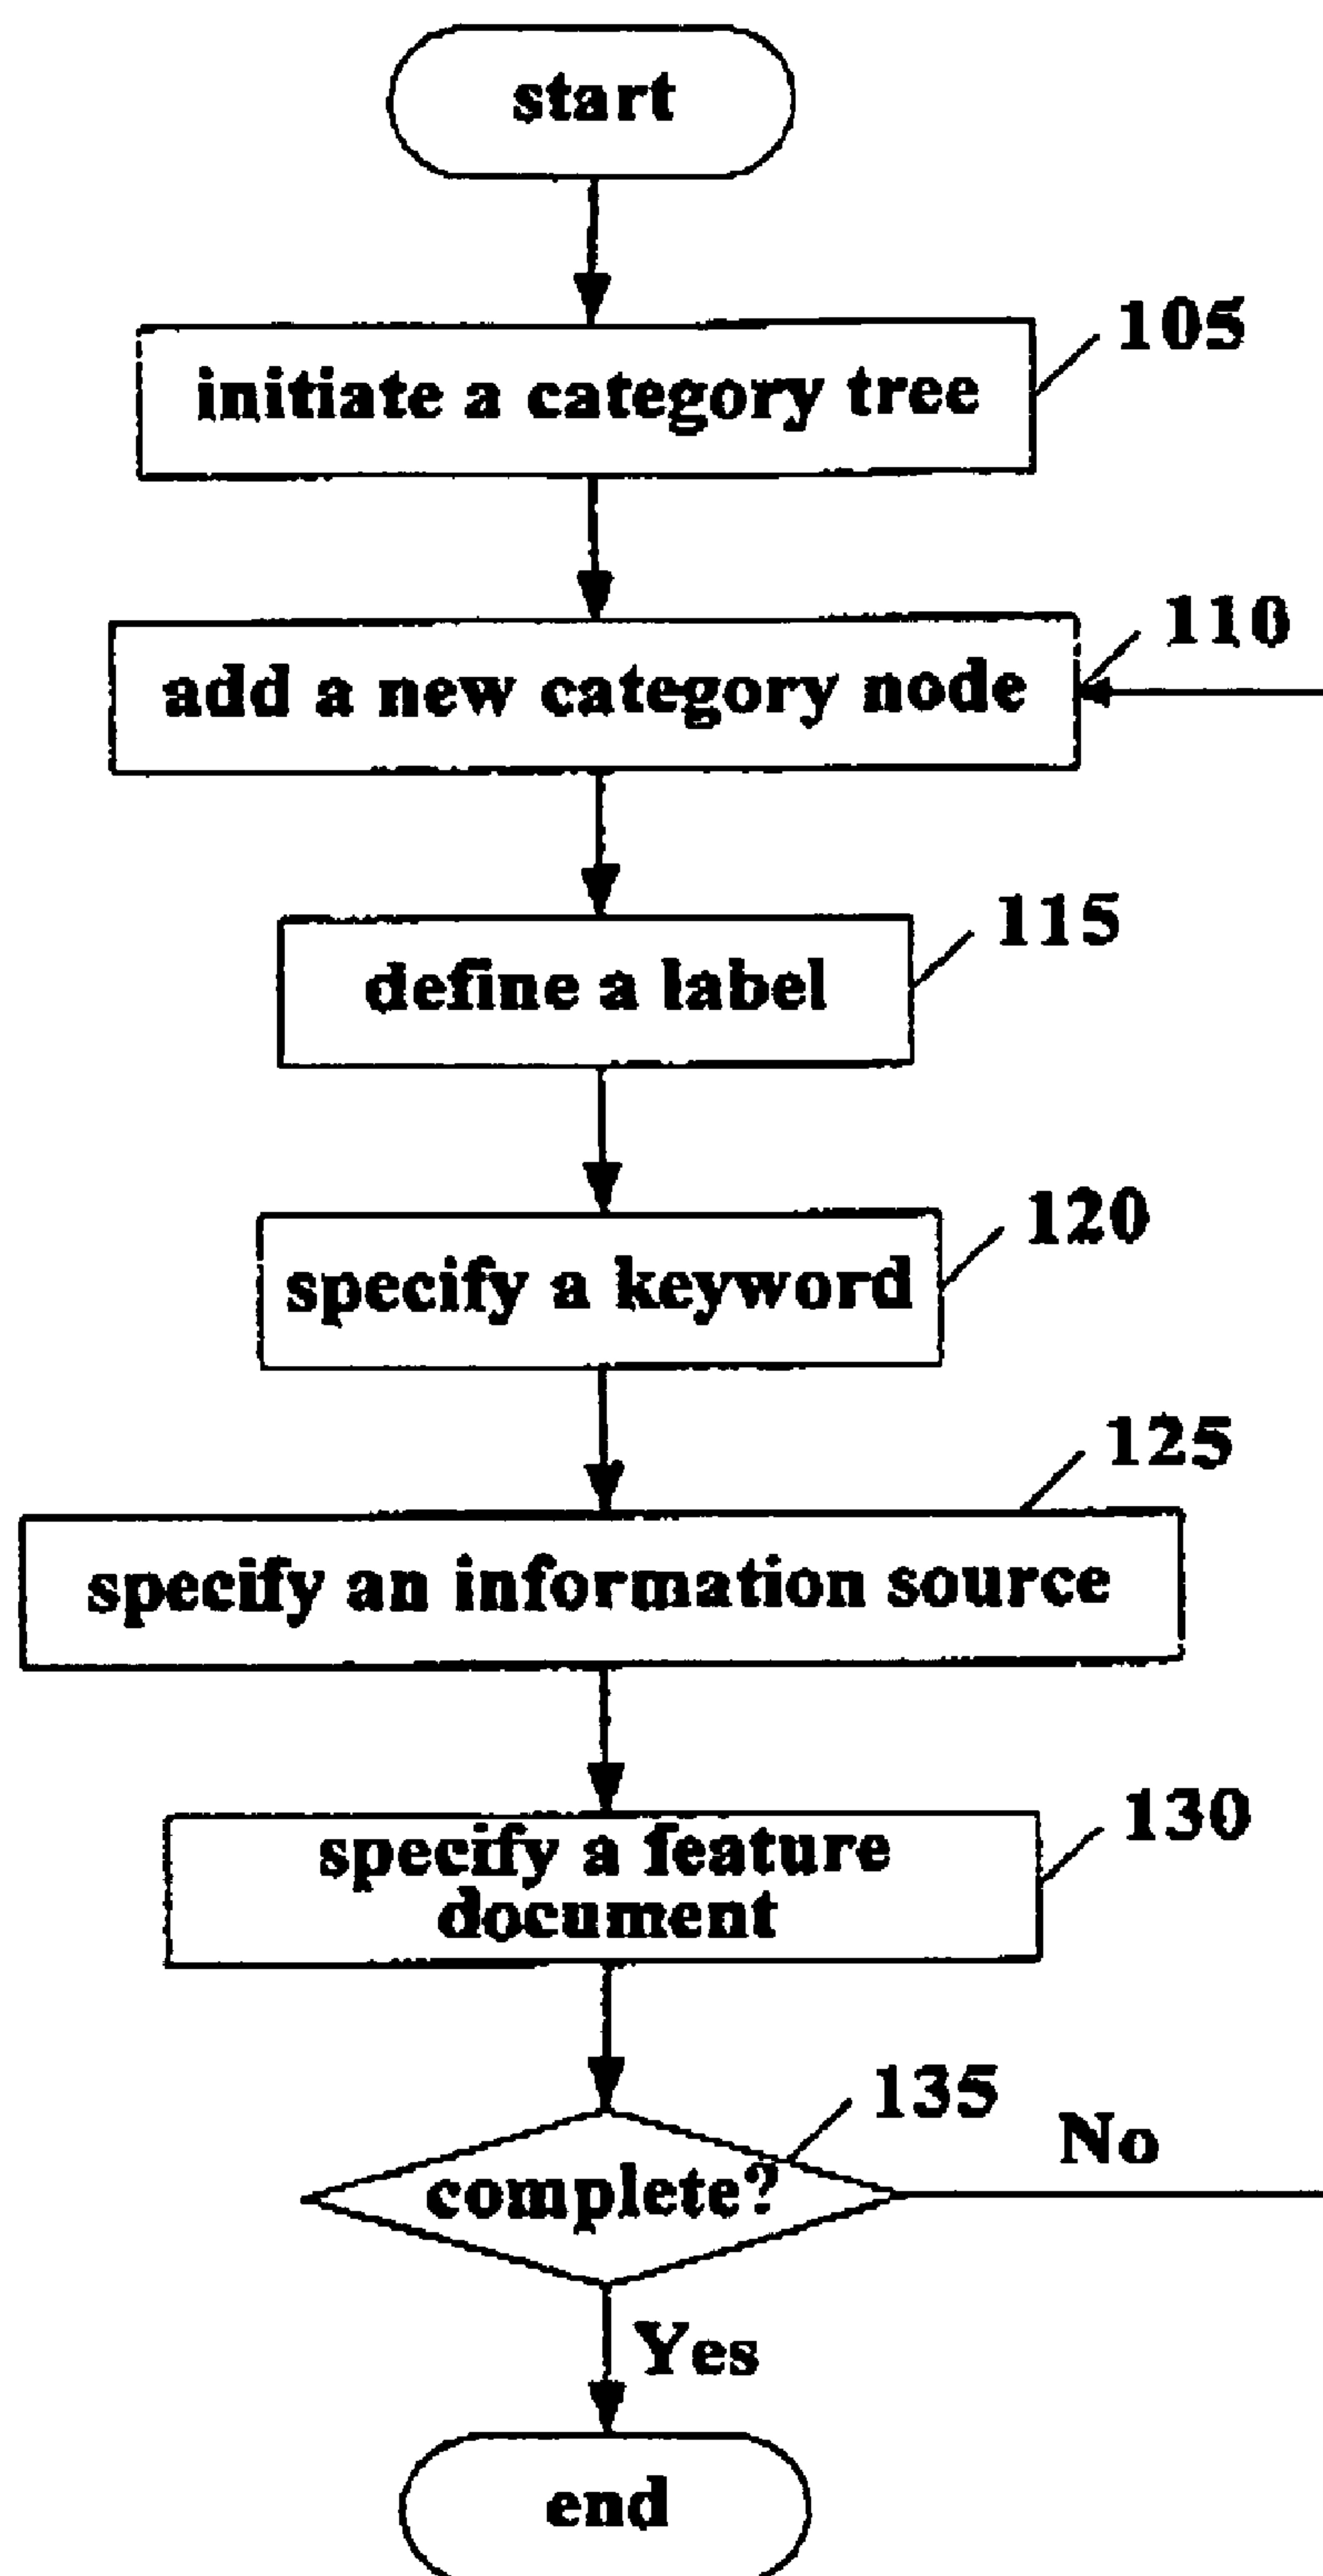 start
105
initiate a category tree
110
add a new category node
115
define a label
120
specify a keyword
125
specify an information source
130
specify a feature
document
135
No
complete?
Yes
end